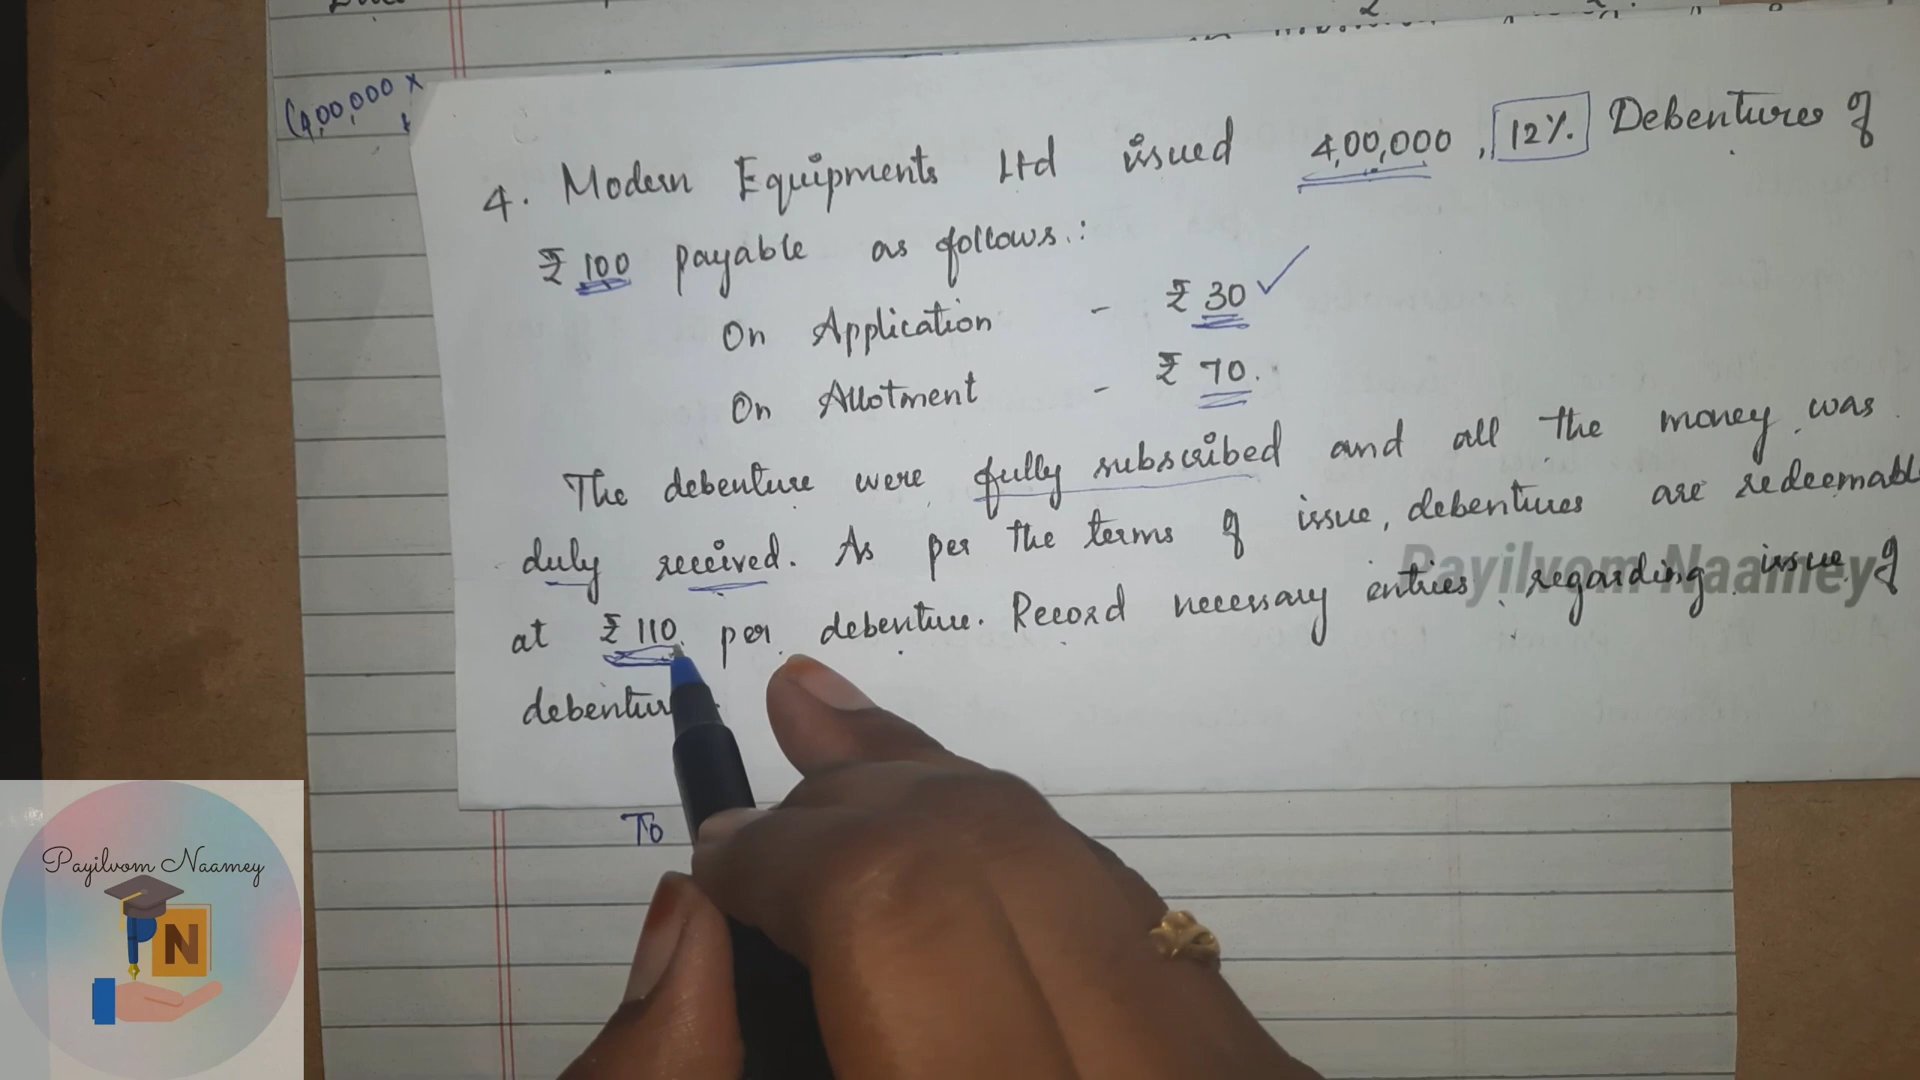 (4,00,000 x
4. Modern Equipments Ltd issued 4,00,000, 12% Debentures of
₹ 100 payable as follows:
On Application - ₹ 30 ✓
On Allotment - ₹ 70.
The debenture were fully subscribed and all the money was
duly received. As per the terms of issue, debentures are redeemabl
at ₹ 110 per debenture. Record necessary entries regarding issue of
debentur
To
Payilvom Naamey
Payilvom Naamey
PN